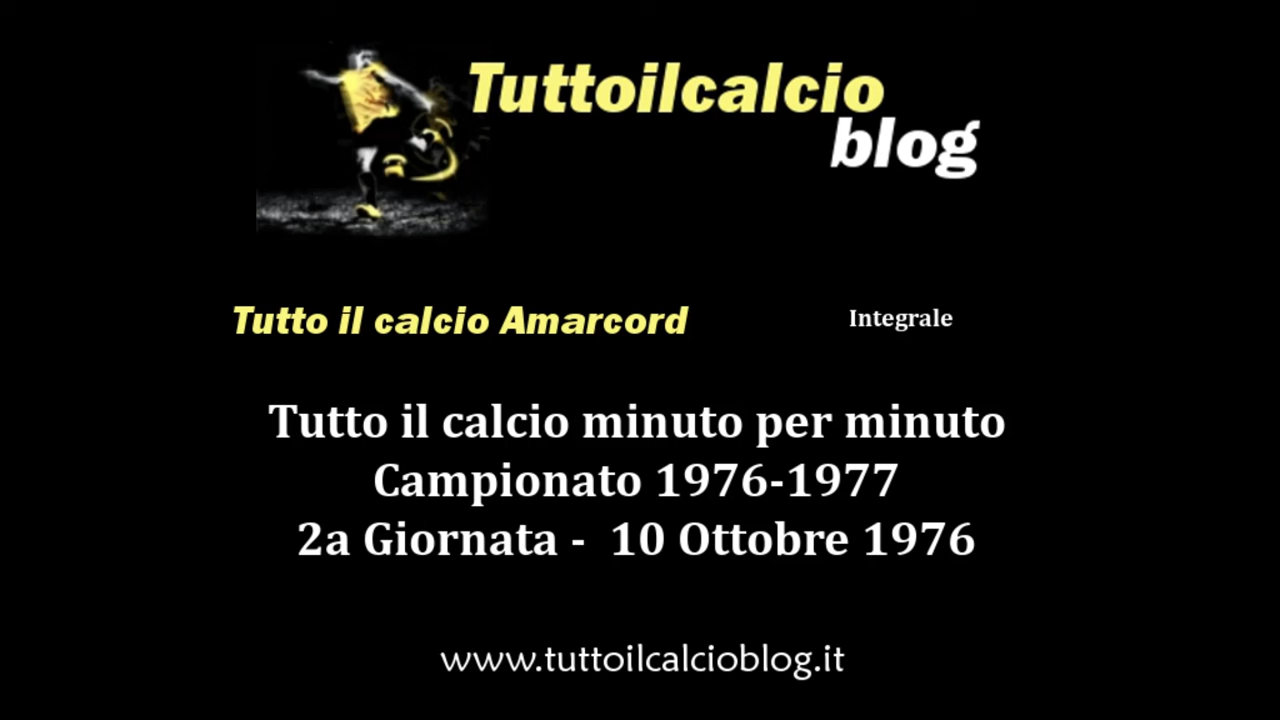 Tuttoilcalcio
blog
Tutto il calcio Amarcord
Integrale
Tutto il calcio minuto per minuto
Campionato 1976-1977
2a Giornata - 10 Ottobre 1976
www.tuttoilcalcioblog.it